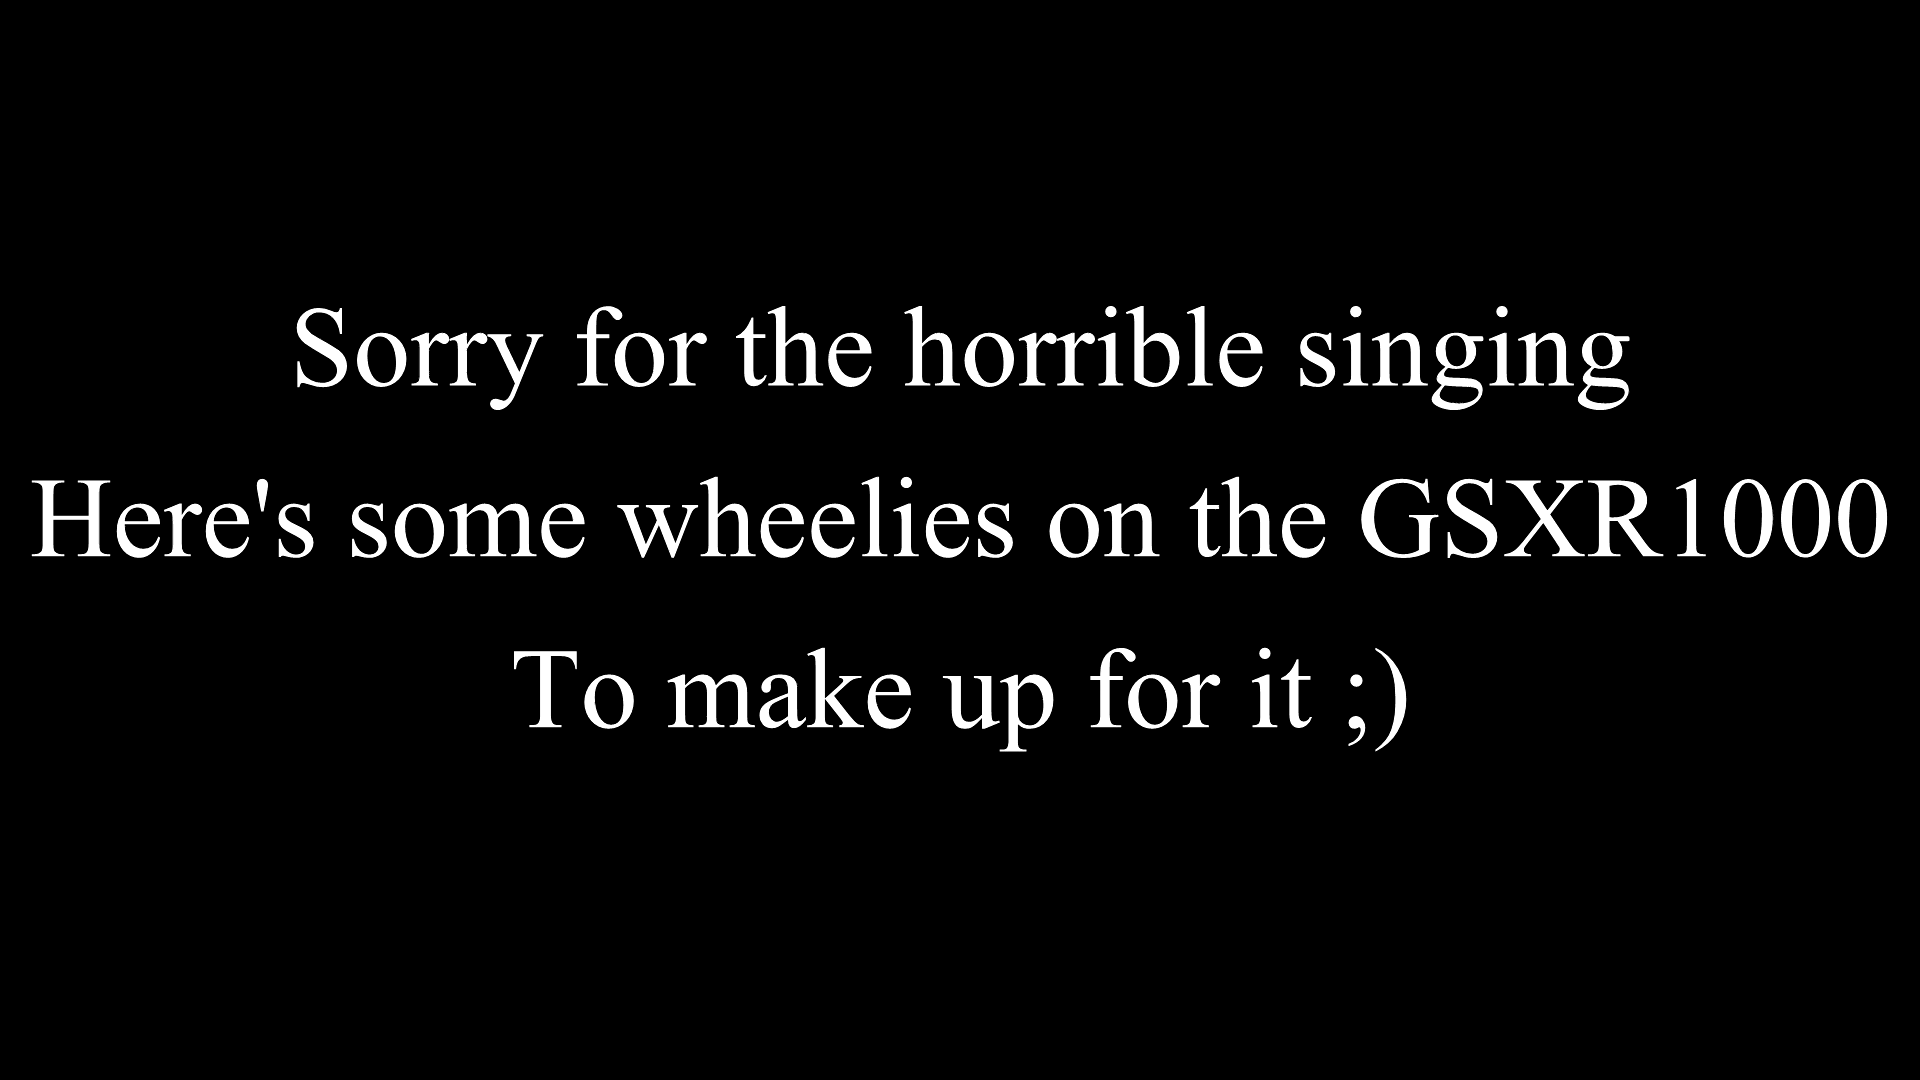 Sorry for the horrible singing
Here's some wheelies on the GSXR1000
To make up for it ;)